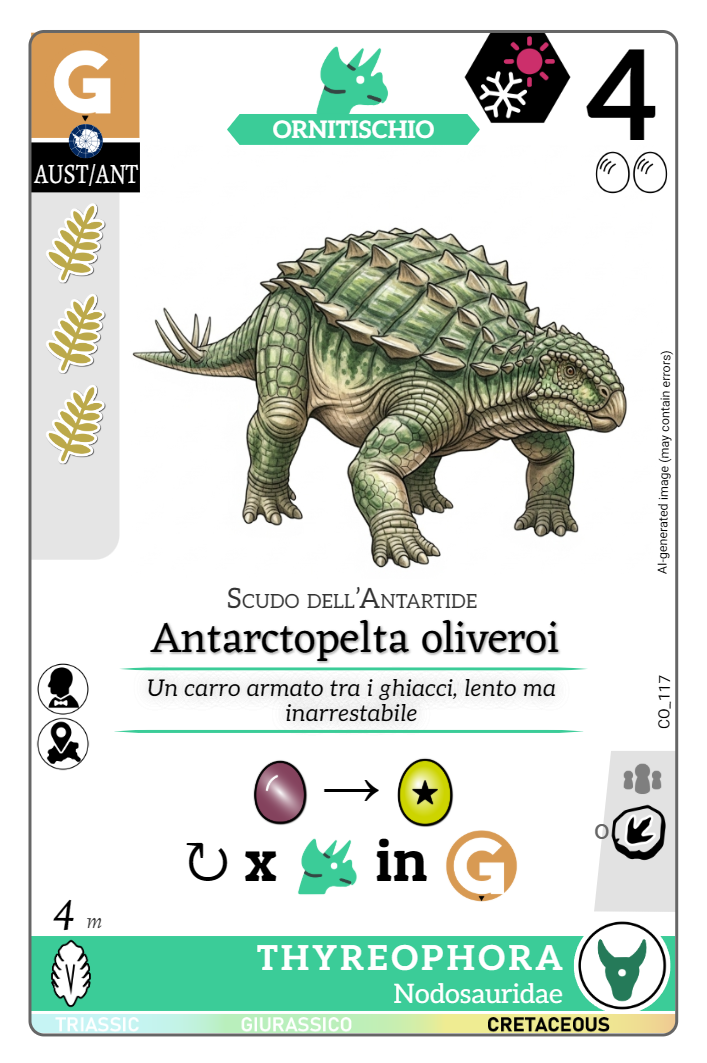 G
AUST/ANT
ORNITISCHIO
4
AI-generated image (may contain errors)
Scudo dell'Antartide
Antarctopelta oliveroi
Un carro armato tra i ghiacci, lento ma
inarrestabile
CO_117
→ ★
↻ x in G
o
4 m
THYREOPHORA
Nodosauridae
TRIASSIC GIURASSICO CRETACEOUS